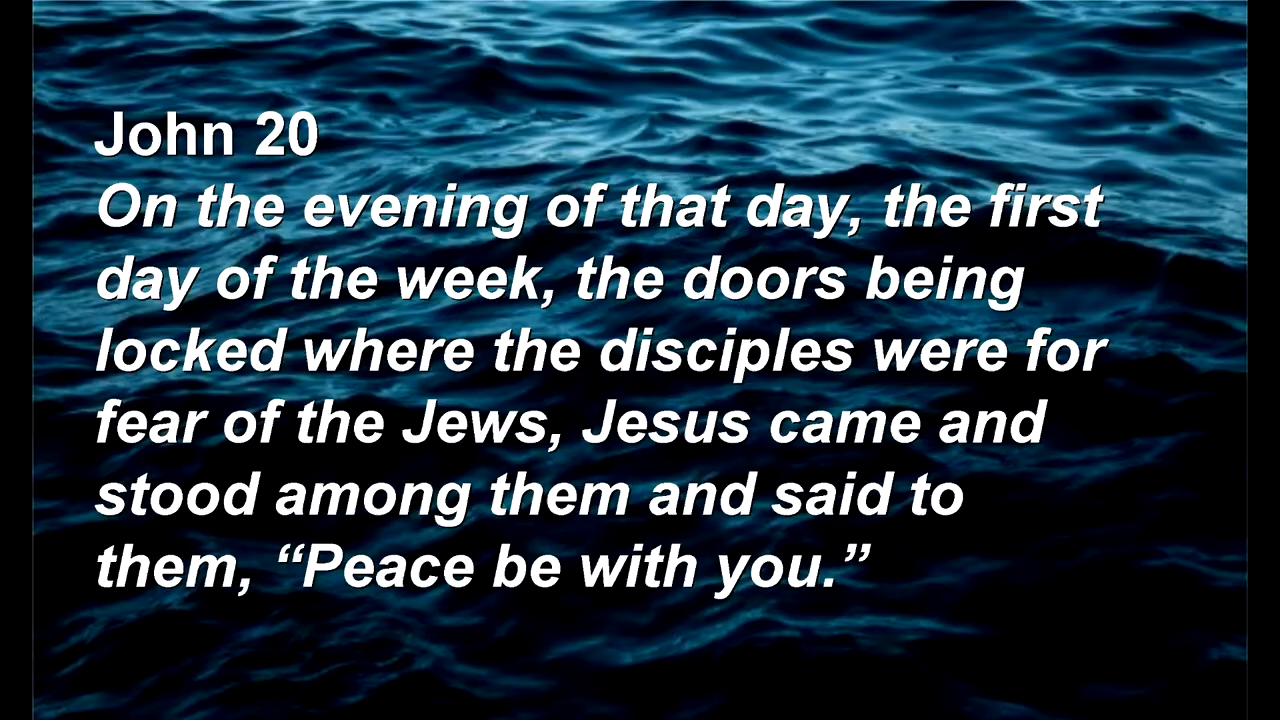 John 20
On the evening of that day, the first
day of the week, the doors being
locked where the disciples were for
fear of the Jews, Jesus came and
stood among them and said to
them, “Peace be with you.”